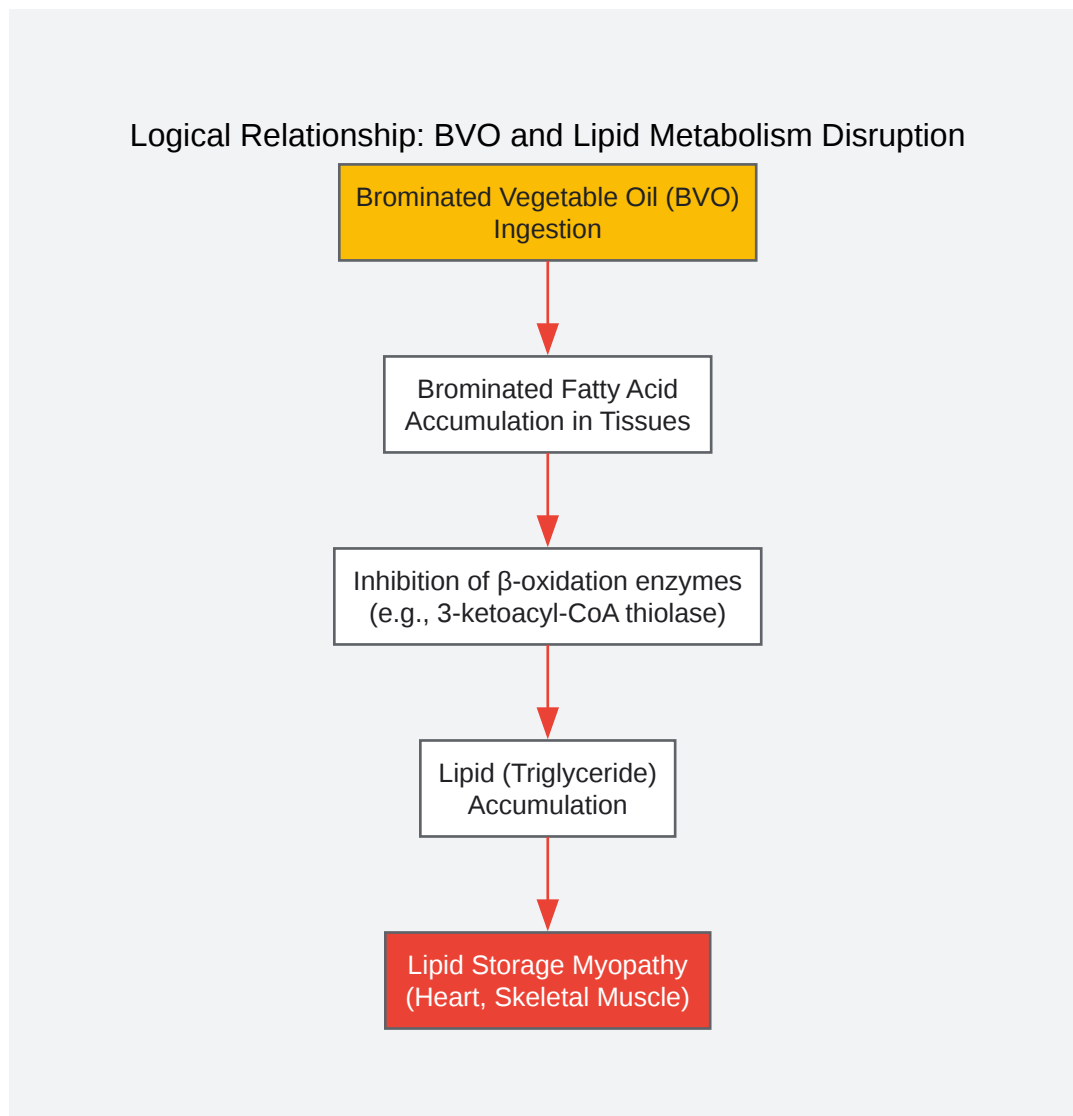 Logical Relationship: BVO and Lipid Metabolism Disruption
Brominated Vegetable Oil (BVO)
Ingestion
Brominated Fatty Acid
Accumulation in Tissues
Inhibition of β-oxidation enzymes
(e.g., 3-ketoacyl-CoA thiolase)
Lipid (Triglyceride)
Accumulation
Lipid Storage Myopathy
(Heart, Skeletal Muscle)